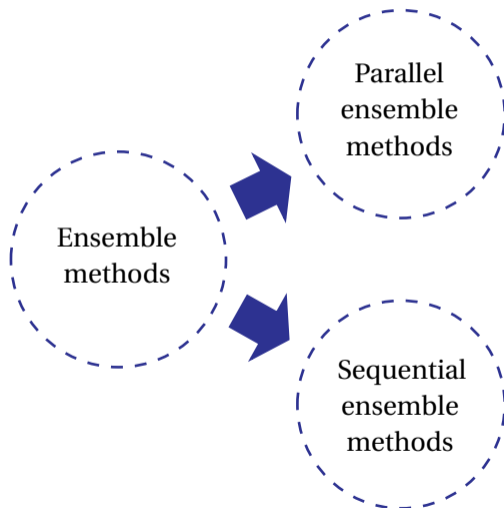 Parallel
ensemble
methods
Ensemble
methods
Sequential
ensemble
methods